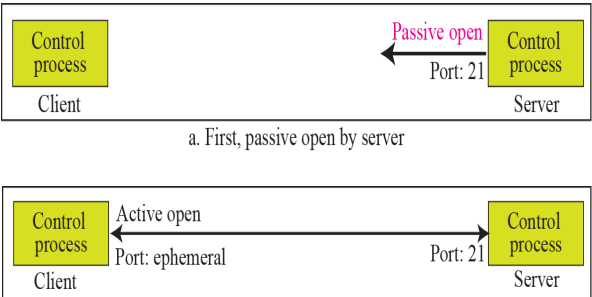 Passive open
Control
process
Port: 21
Control
process
Client
Server
a. First, passive open by server
Control
process
Active open
Port: ephemeral
Port: 21
Control
process
Client
Server